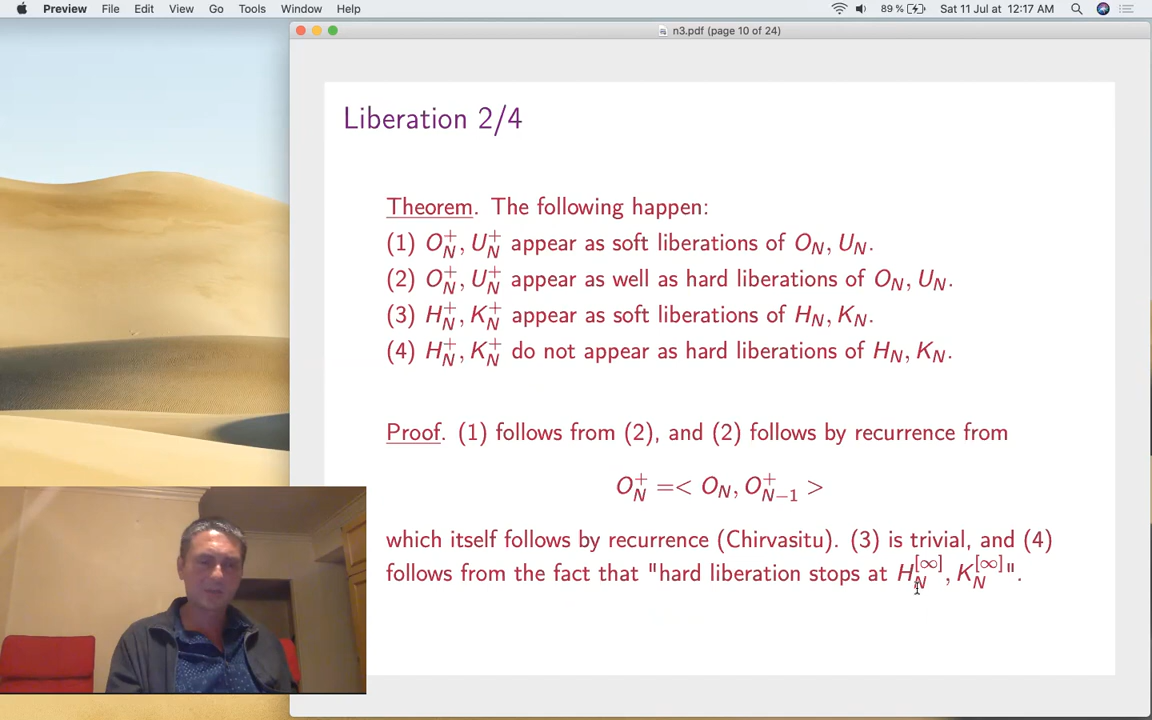 Preview File Edit View Go Tools Window Help 89 % Sat 11 Jul at 12:17 AM
n3.pdf (page 10 of 24)
Liberation 2/4
Theorem. The following happen:
(1) O_N^+, U_N^+ appear as soft liberations of O_N, U_N.
(2) O_N^+, U_N^+ appear as well as hard liberations of O_N, U_N.
(3) H_N^+, K_N^+ appear as soft liberations of H_N, K_N.
(4) H_N^+, K_N^+ do not appear as hard liberations of H_N, K_N.
Proof. (1) follows from (2), and (2) follows by recurrence from
O_N^+ =< O_N, O_{N-1}^+ >
which itself follows by recurrence (Chirvasitu). (3) is trivial, and (4)
follows from the fact that "hard liberation stops at H_N^{[∞]}, K_N^{[∞]}".